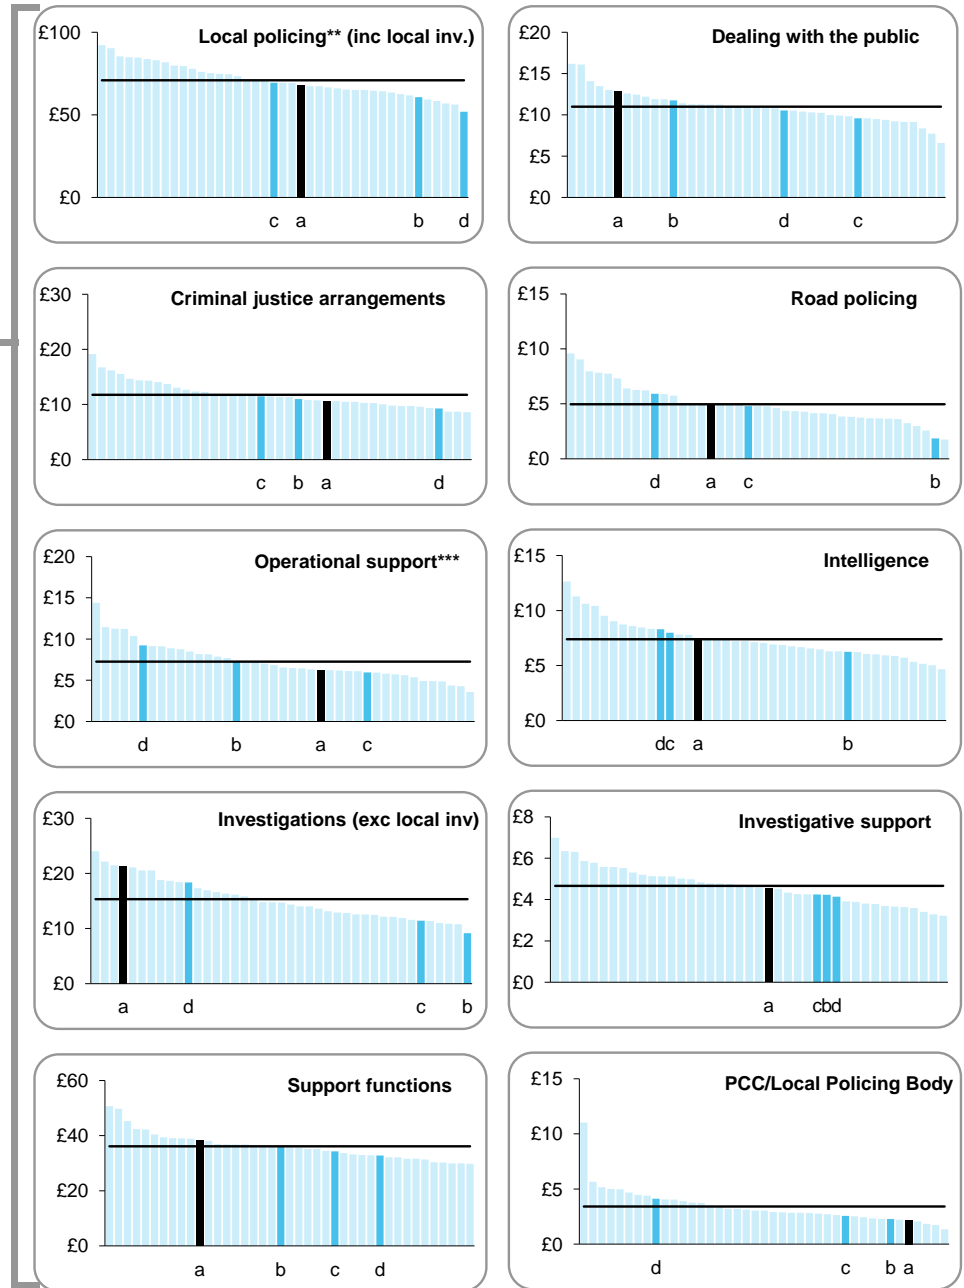 Local policing** (inc local inv.)
£100
£50
£0
c a b d
Dealing with the public
£20
£15
£10
£5
£0
a b d c
Criminal justice arrangements
£30
£20
£10
£0
c b a d
Road policing
£15
£10
£5
£0
d a c b
Operational support***
£20
£15
£10
£5
£0
d b a c
Intelligence
£15
£10
£5
£0
dc a b
Investigations (exc local inv)
£30
£20
£10
£0
a d c b
Investigative support
£8
£6
£4
£2
£0
a cbd
Support functions
£60
£40
£20
£0
a b c d
PCC/Local Policing Body
£15
£10
£5
£0
d c b a